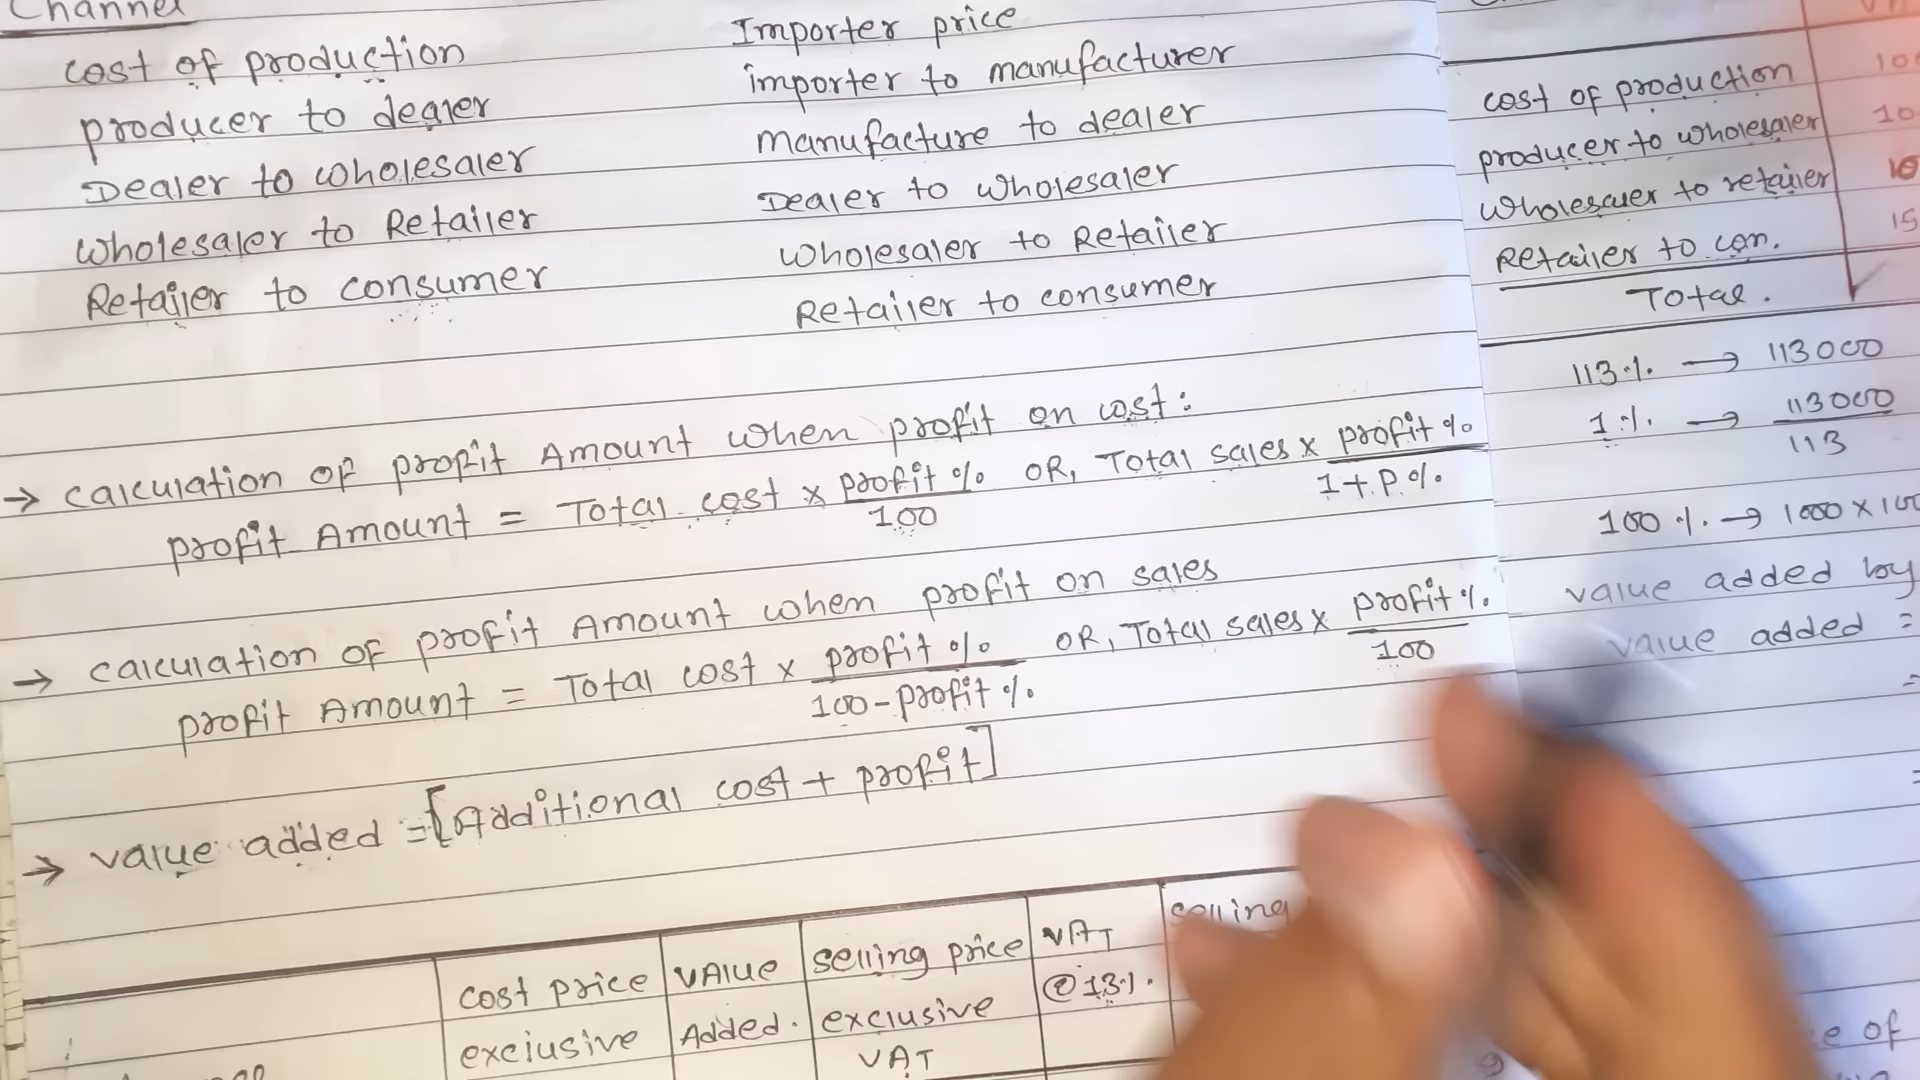 Channel
cost of production
producer to dealer
Dealer to wholesaler
Wholesaler to Retailer
Retailer to consumer
Importer price
importer to manufacturer
manufacture to dealer
Dealer to wholesaler
wholesaler to Retailer
Retailer to consumer
→ calculation of profit Amount when profit on cost:
profit Amount = Total cost × profit % / 100 OR, Total sales × profit % / 1+P%
→ calculation of profit Amount when profit on sales
profit Amount = Total cost × profit % / 100 - profit % OR, Total sales × profit % / 100
→ value added = [Additional cost + profit]
cost price exclusive
VAlue Added.
selling price exclusive VAT
VAT @ 13%.
selling
cost of production
producer to wholesaler
wholesaler to retailer
Retailer to con.
Total.
113% → 113000
1% → 113000 / 113
100% → 1000 × 100
value added by
value added =